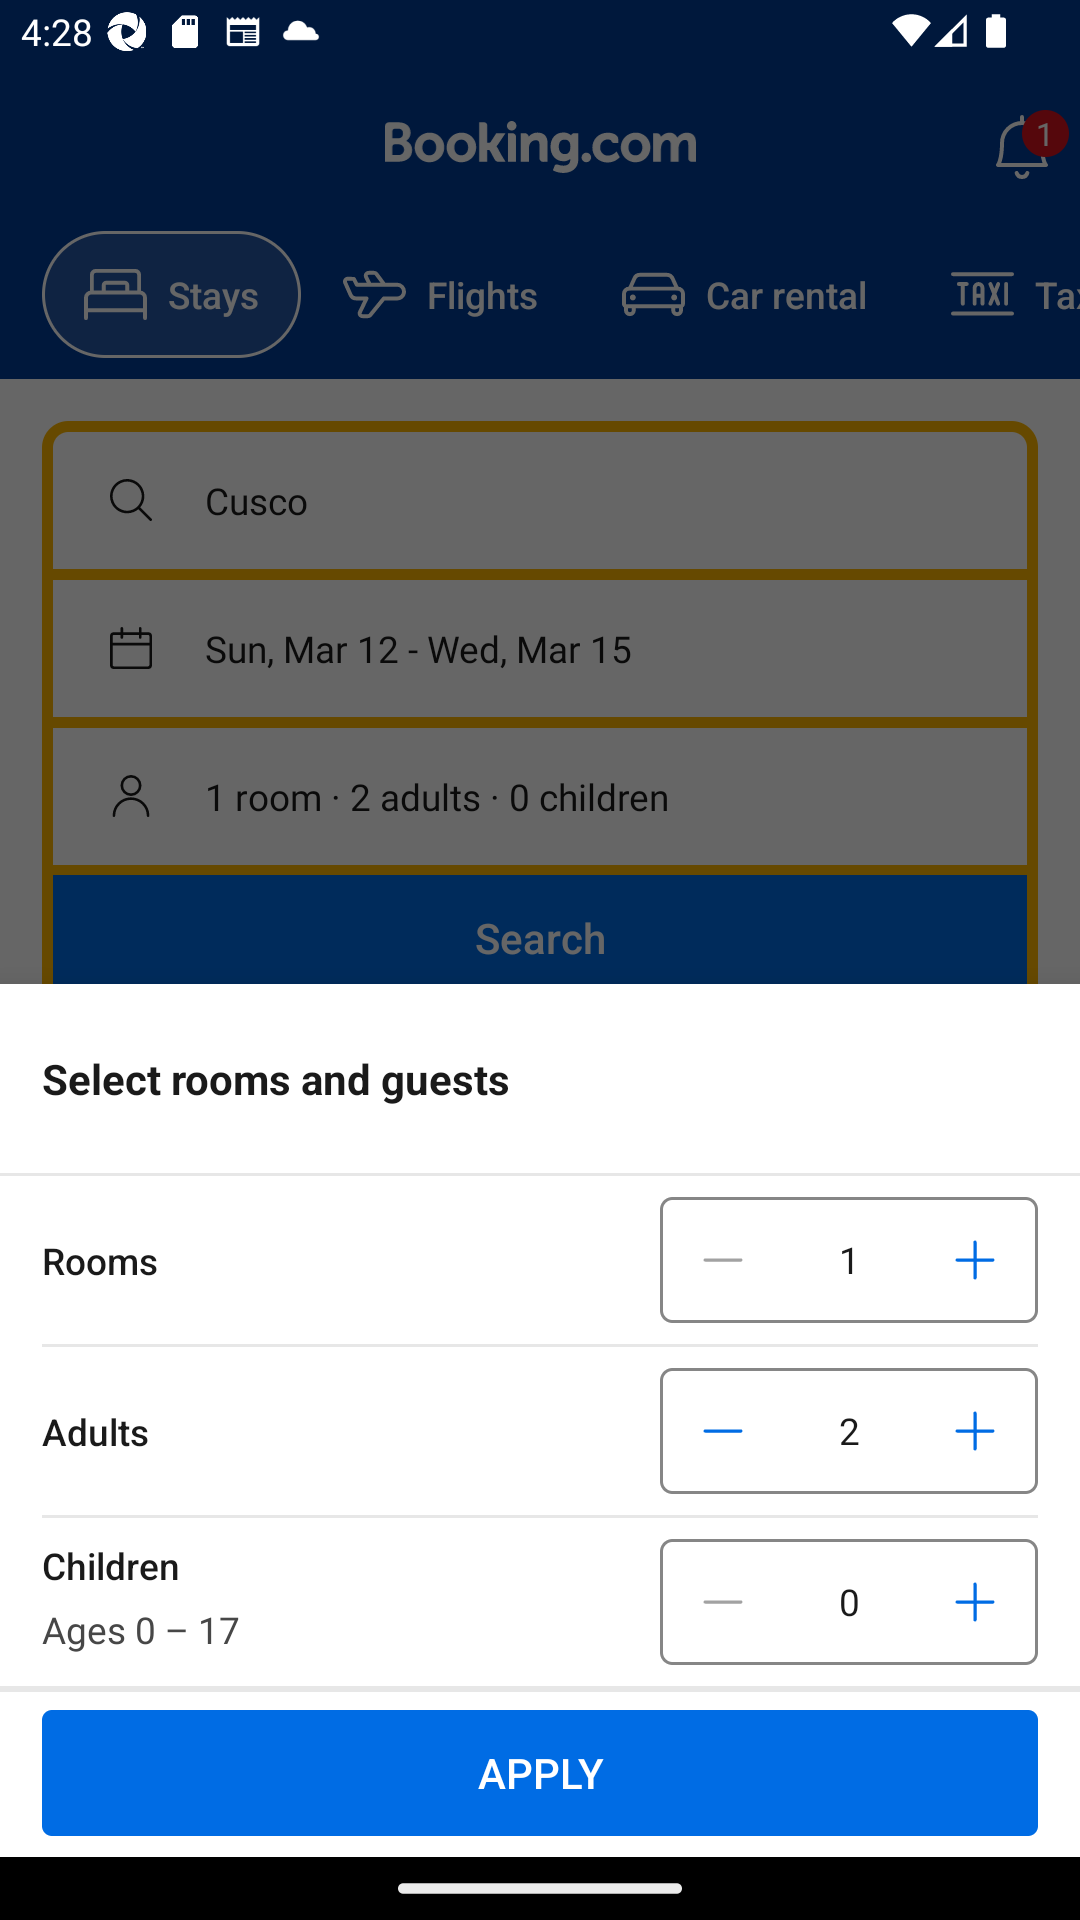 4:28
Booking.com
1
Stays
Flights
Car rental
TAXI
Cusco
Sun, Mar 12 - Wed, Mar 15
1 room · 2 adults · 0 children
Search
Select rooms and guests
Rooms
1
Adults
2
Children
Ages 0 – 17
0
APPLY